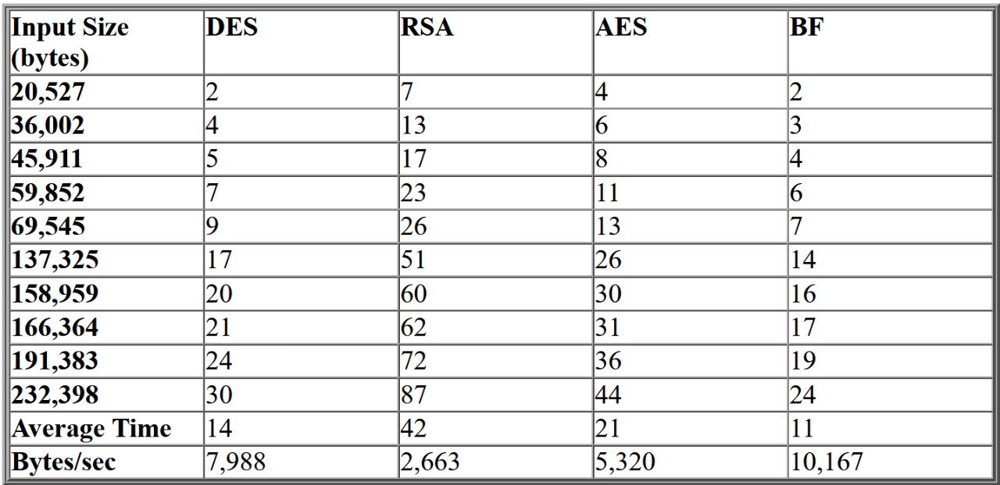 Input Size (bytes) DES RSA AES BF
20,527 2 7 4 2
36,002 4 13 6 3
45,911 5 17 8 4
59,852 7 23 11 6
69,545 9 26 13 7
137,325 17 51 26 14
158,959 20 60 30 16
166,364 21 62 31 17
191,383 24 72 36 19
232,398 30 87 44 24
Average Time 14 42 21 11
Bytes/sec 7,988 2,663 5,320 10,167